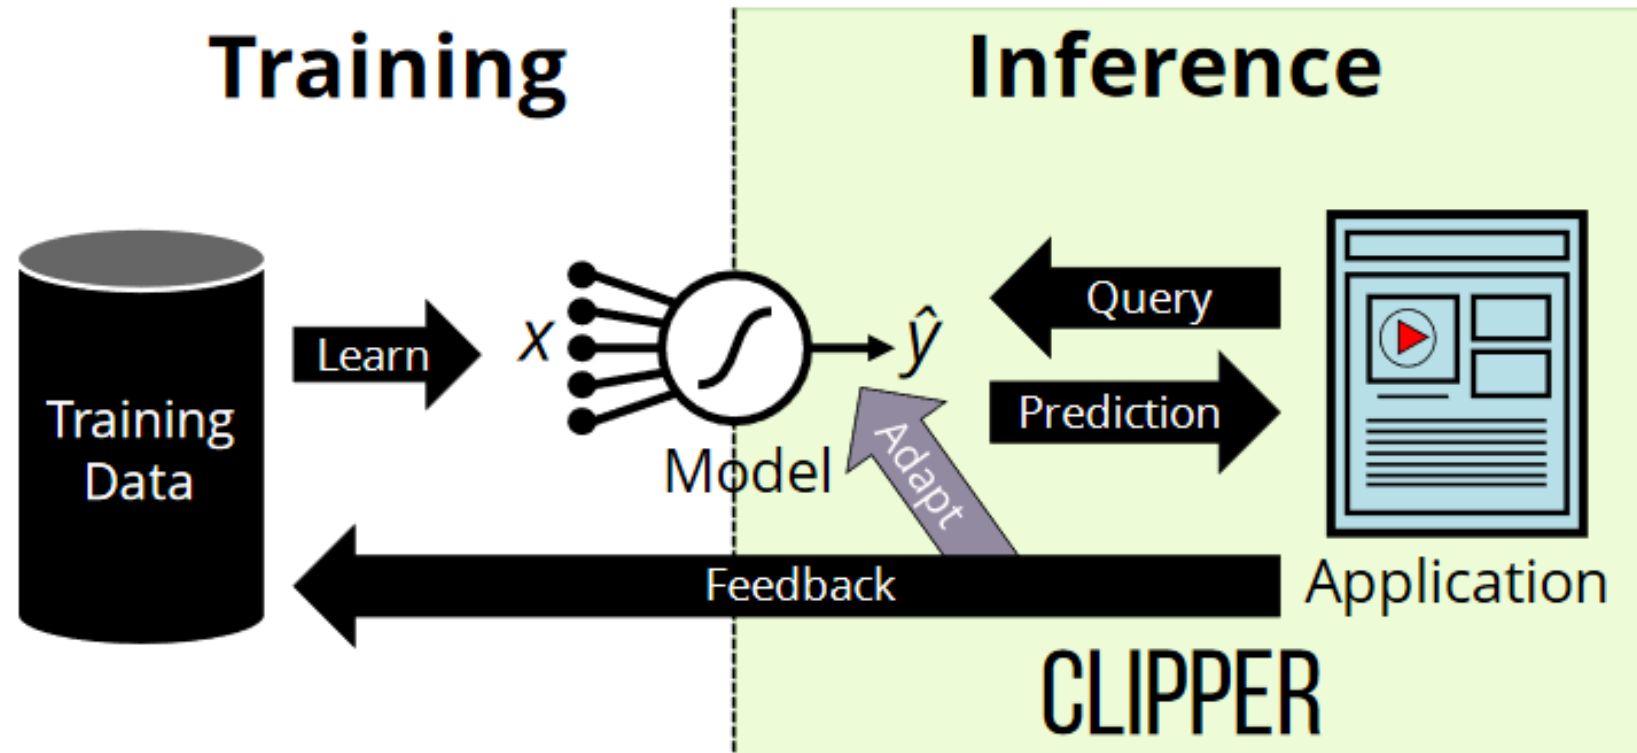 Training
Inference
Training
Data
Learn
x
ŷ
Model
Query
Prediction
Adapt
Feedback
Application
CLIPPER